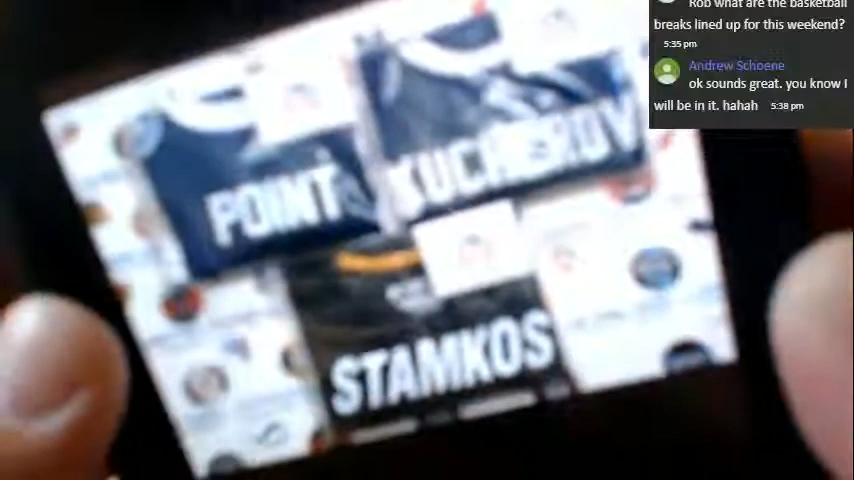 Rob what are the basketball
breaks lined up for this weekend?
5:35 pm
Andrew Schoene
ok sounds great. you know I
will be in it. hahah 5:38 pm
POINT
KUCHEROV
STAMKOS